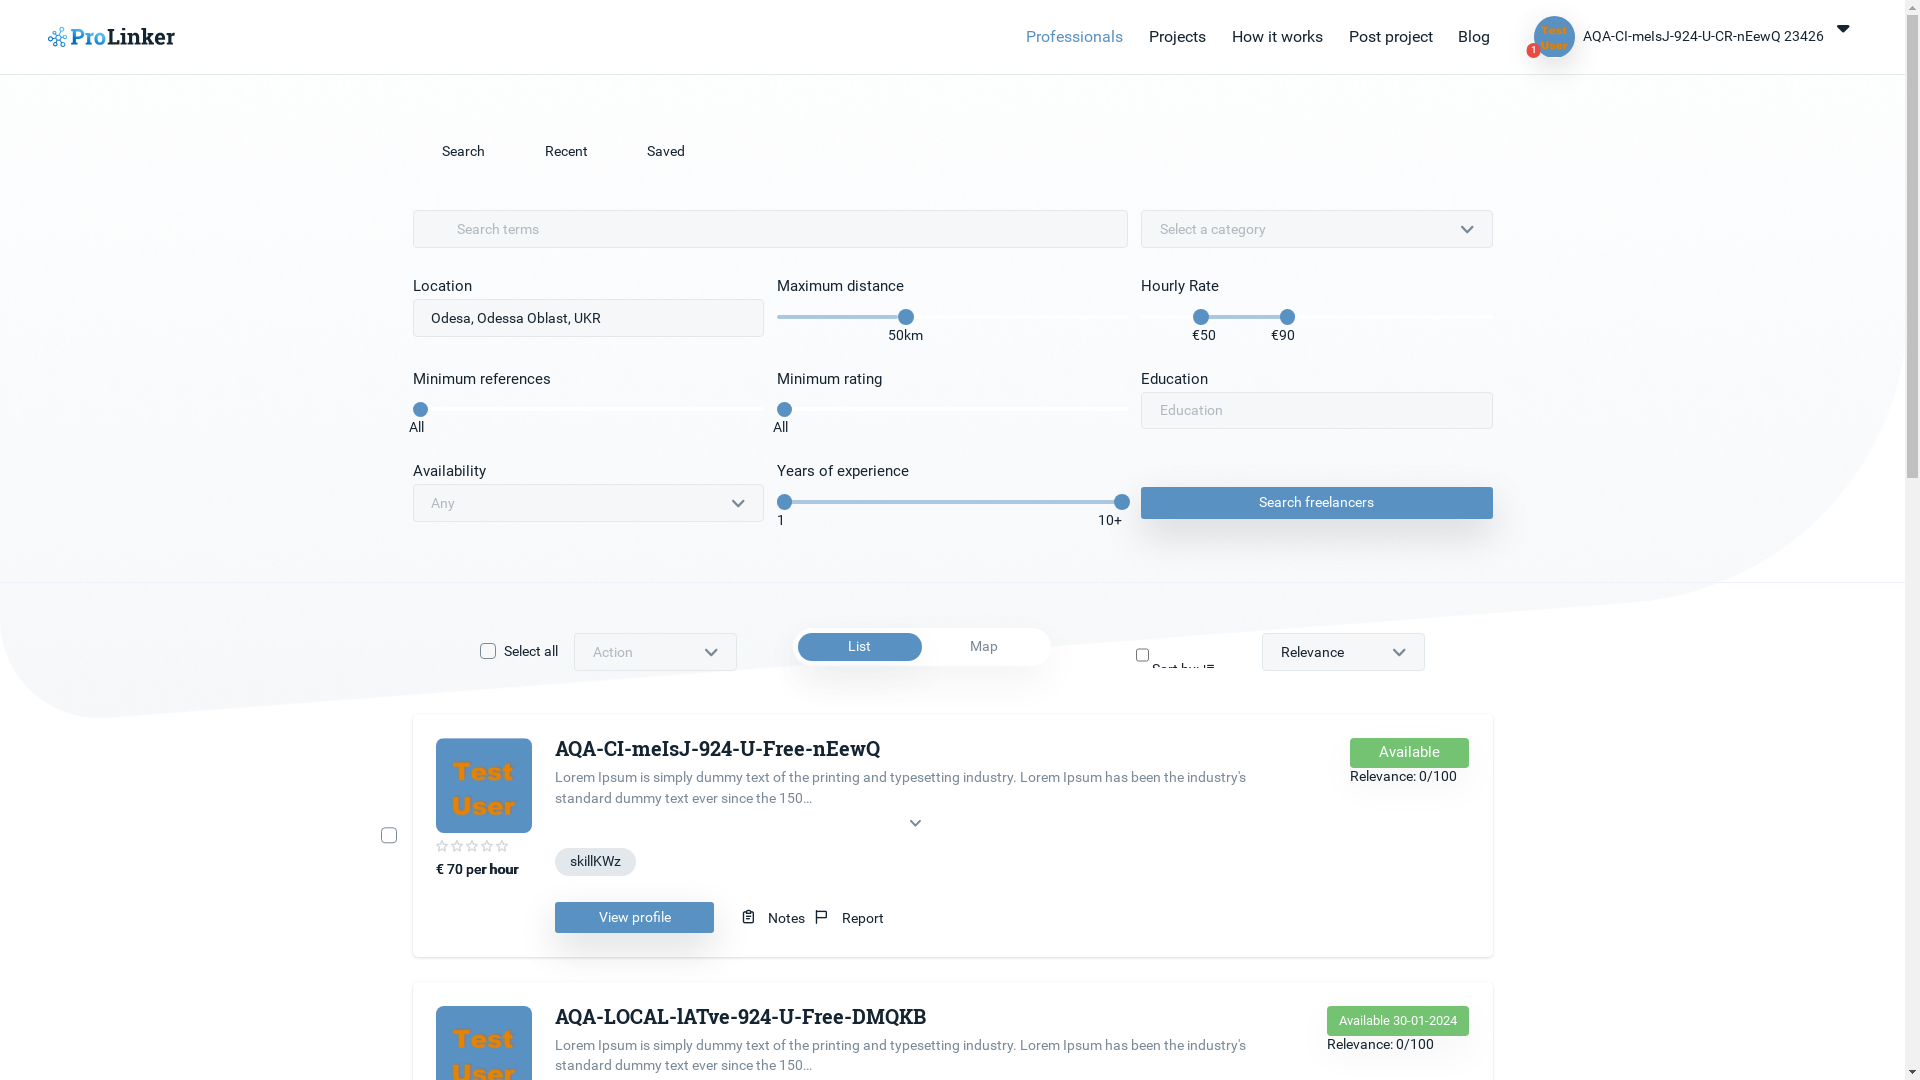 ProLinker
Professionals Projects How it works Post project Blog
Test
User
1
AQA-CI-meIsJ-924-U-CR-nEewQ 23426
Search Recent Saved
Search terms
Select a category
Location
Odesa, Odessa Oblast, UKR
Maximum distance
50km
Hourly Rate
€50 €90
Minimum references
All
Minimum rating
All
Education
Education
Availability
Any
Years of experience
1 10+
Search freelancers
Select all
Action
List Map
Sort by:
Relevance
Test
User
€ 70 per hour
AQA-CI-meIsJ-924-U-Free-nEewQ
Lorem Ipsum is simply dummy text of the printing and typesetting industry. Lorem Ipsum has been the industry's
standard dummy text ever since the 150...
skillKWz
View profile Notes Report
Available
Relevance: 0/100
Test
User
AQA-LOCAL-lATve-924-U-Free-DMQKB
Lorem Ipsum is simply dummy text of the printing and typesetting industry. Lorem Ipsum has been the industry's
standard dummy text ever since the 150...
Available 30-01-2024
Relevance: 0/100